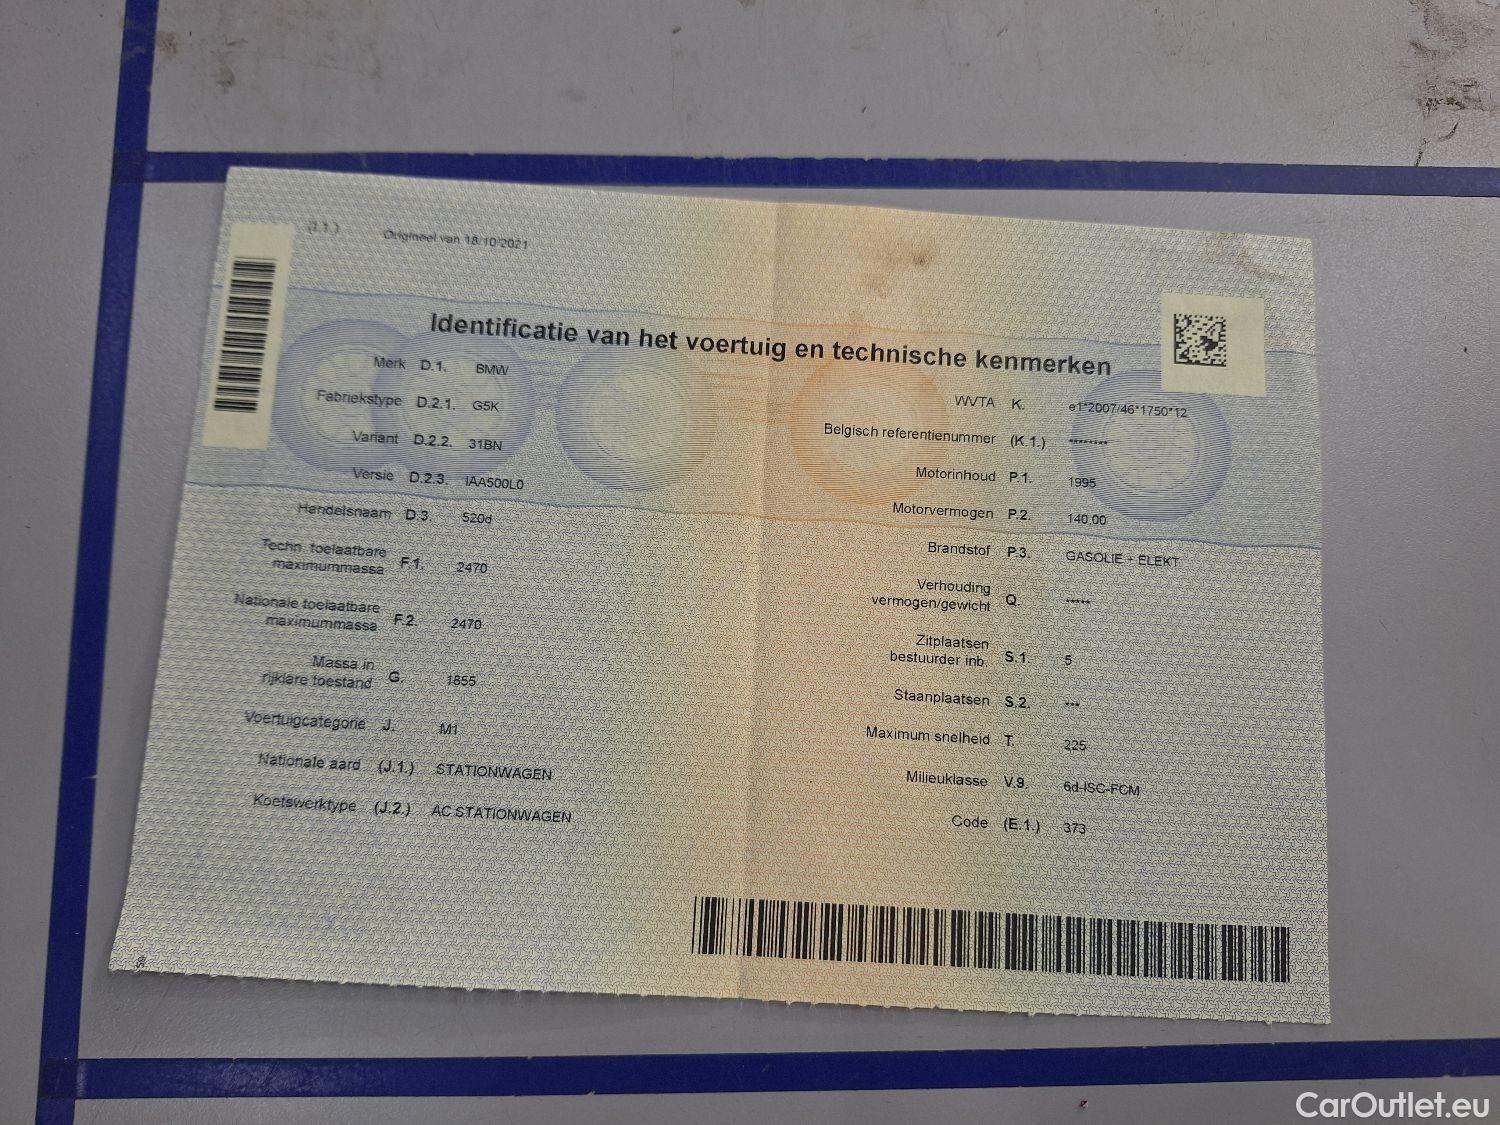 (I.1.) Origineel van 18/10/2021
Identificatie van het voertuig en technische kenmerken
Merk D.1. BMW
Fabriekstype D.2.1. G5K
Variant D.2.2. 31BN
Versie D.2.3. IAA500L0
Handelsnaam D.3. 520d
Techn. toelaatbare
maximummassa F.1. 2470
Nationale toelaatbare
maximummassa F.2. 2470
Massa in
rijklare toestand G. 1855
Voertuigcategorie J. M1
Nationale aard (J.1.) STATIONWAGEN
Koetswerktype (J.2.) AC STATIONWAGEN
WVTA K. e1*2007/46*1750*12
Belgisch referentienummer (K.1.) ********
Motorinhoud P.1. 1995
Motorvermogen P.2. 140,00
Brandstof P.3. GASOLIE + ELEKT
Verhouding
vermogen/gewicht Q. *****
Zitplaatsen
bestuurder inb. S.1. 5
Staanplaatsen S.2. ***
Maximum snelheid T. 225
Milieuklasse V.9. 6d-ISC-FCM
Code (E.1.) 373
CarOutlet.eu